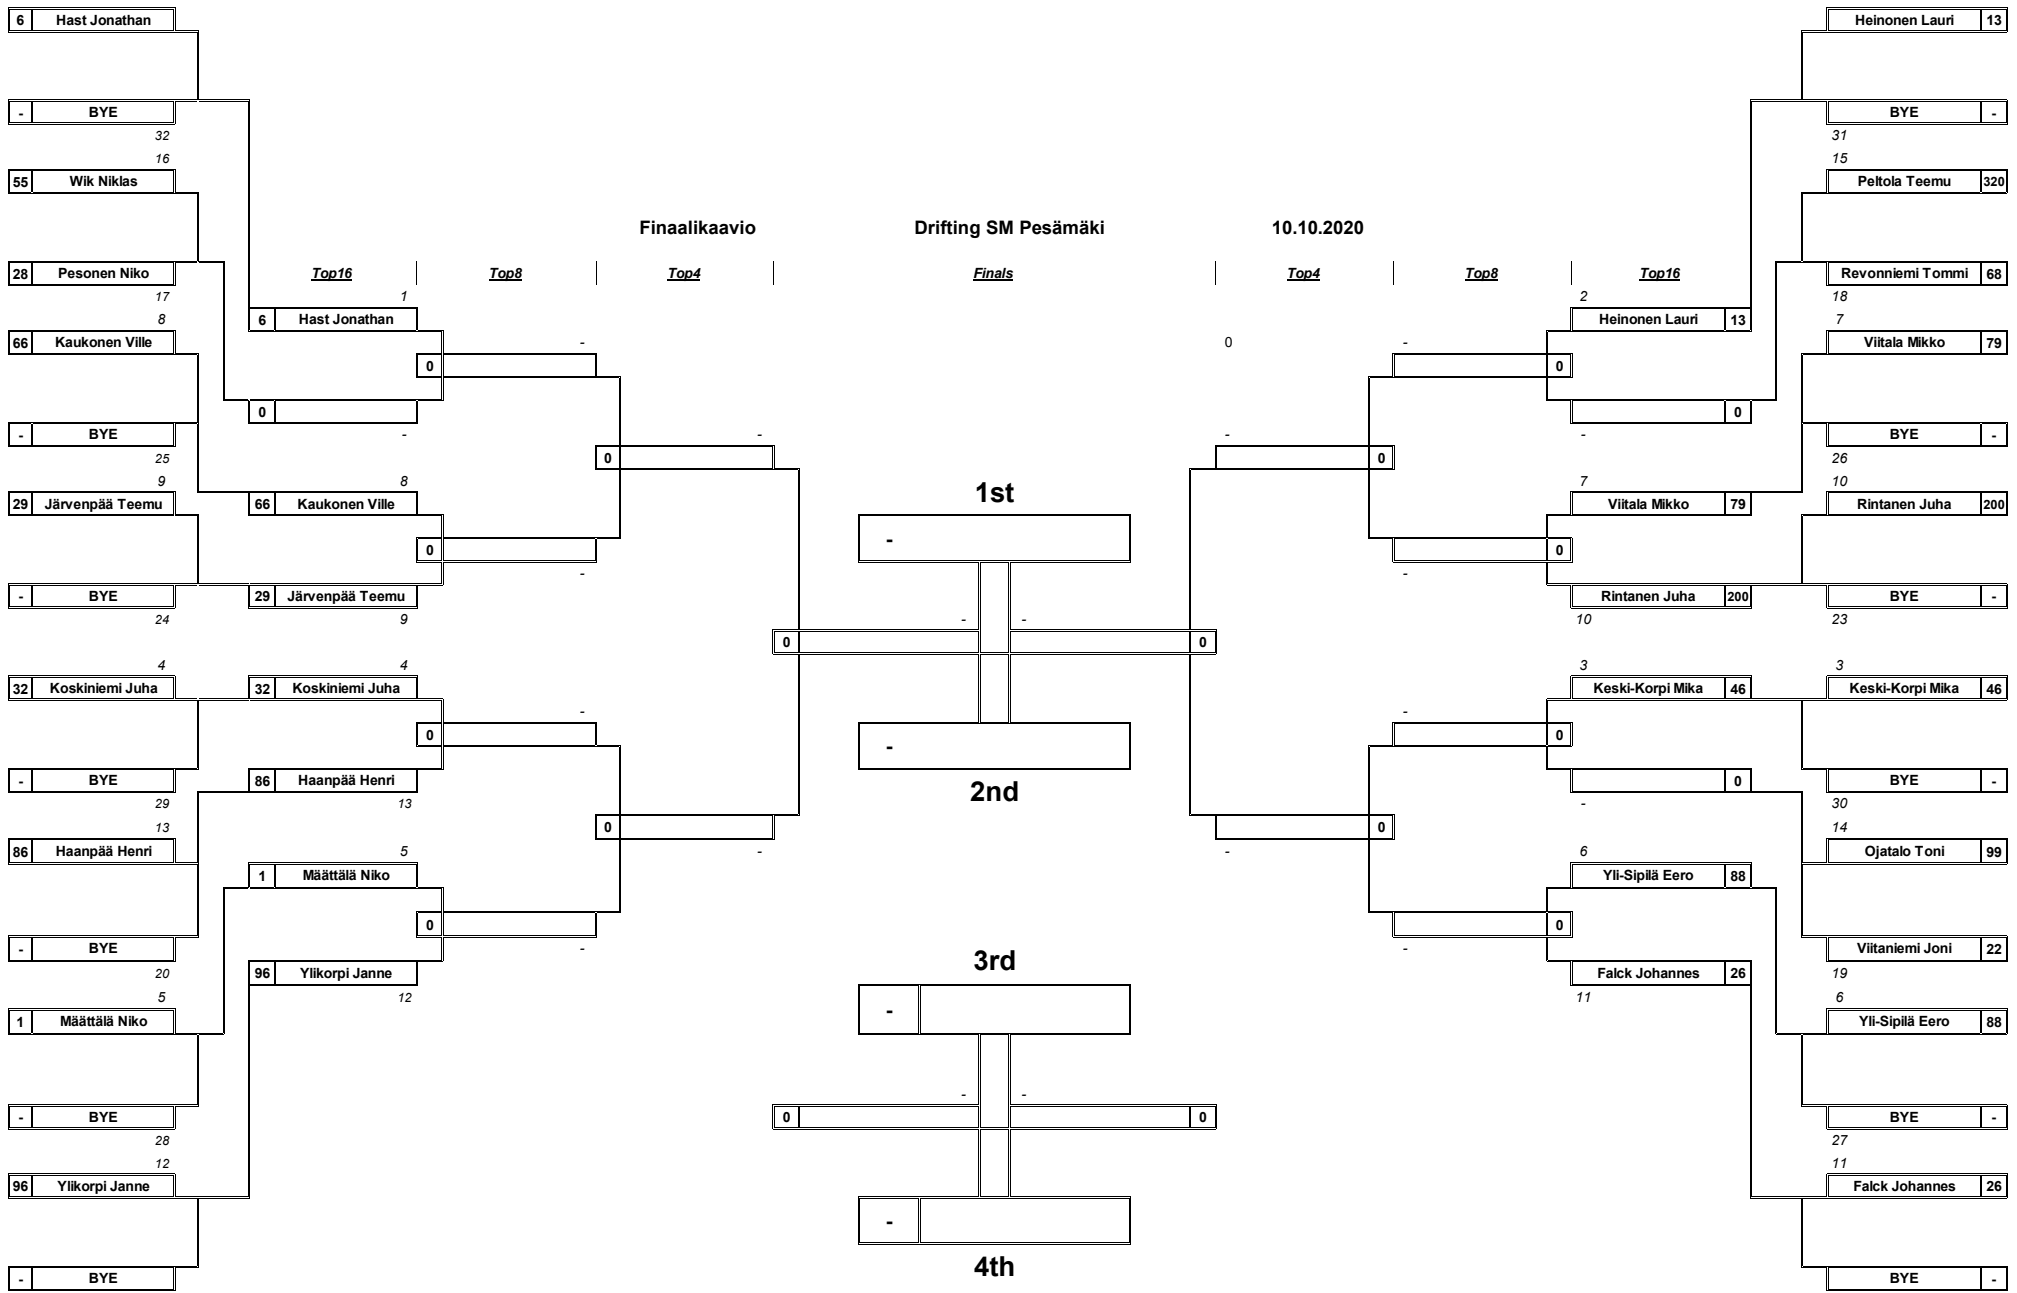 6 Hast Jonathan Heinonen Lauri 13
- BYE BYE -
32 31
16 15
55 Wik Niklas Peltola Teemu 320
Finaalikaavio Drifting SM Pesämäki 10.10.2020
28 Pesonen Niko Top16 Top8 Top4 Finals Top4 Top8 Top16 Revonniemi Tommi 68
17 1 2 18
8 6 Hast Jonathan Heinonen Lauri 13 7
66 Kaukonen Ville - 0 - Viitala Mikko 79
0 0
0 0
- BYE - - - - BYE -
25 0 0 26
9 8 7 10
29 Järvenpää Teemu 66 Kaukonen Ville 1st Viitala Mikko 79 Rintanen Juha 200
-
0 0
- -
- BYE 29 Järvenpää Teemu Rintanen Juha 200 BYE -
24 9 - - 10 23
0 0
4 4 3 3
32 Koskiniemi Juha 32 Koskiniemi Juha Keski-Korpi Mika 46 Keski-Korpi Mika 46
- -
0 0
-
- BYE 86 Haanpää Henri 0 BYE -
2nd
29 13 - 30
13 0 0 14
86 Haanpää Henri 5 - - 6 Ojatalo Toni 99
1 Määttälä Niko Yli-Sipilä Eero 88
0 0
- BYE - - Viitaniemi Joni 22
3rd
20 96 Ylikorpi Janne Falck Johannes 26 19
5 12 11 6
-
1 Määttälä Niko Yli-Sipilä Eero 88
- -
- BYE 0 0 BYE -
28 27
12 11
96 Ylikorpi Janne Falck Johannes 26
-
4th
- BYE BYE -